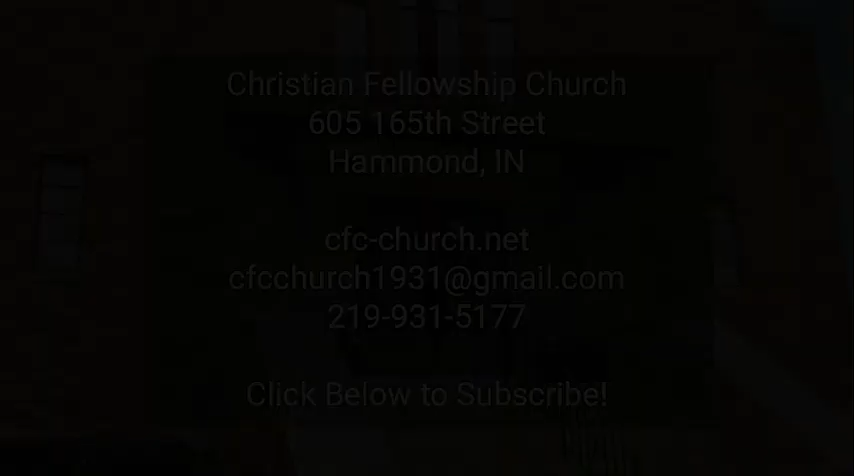 Christian Fellowship Church
605 165th Street
Hammond, IN
cfc-church.net
cfcchurch1931@gmail.com
219-931-5177
Click Below to Subscribe!